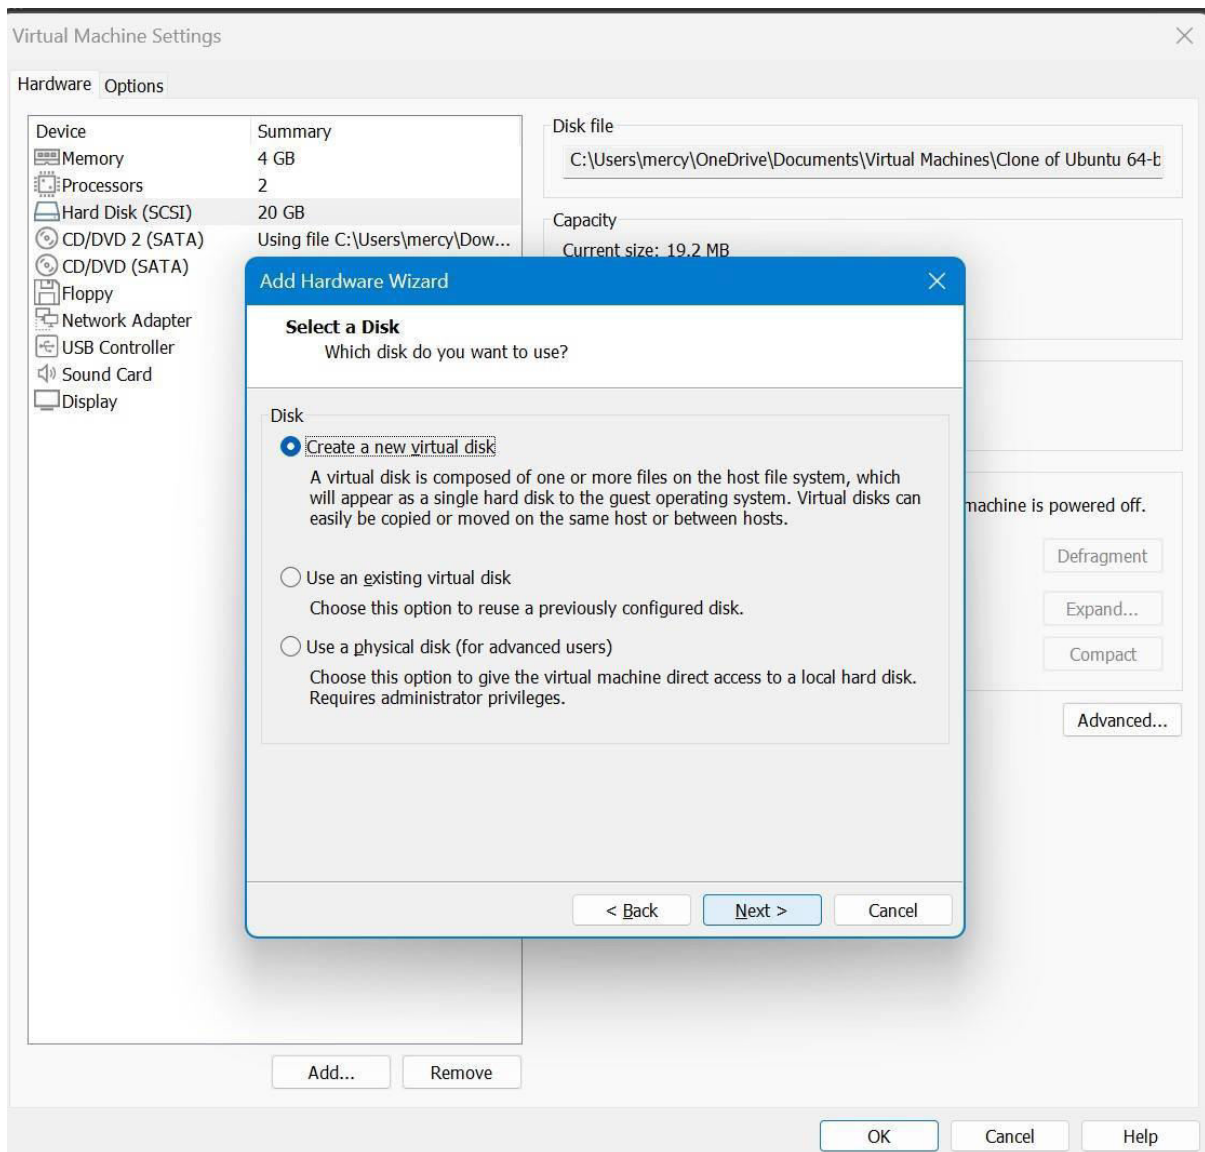 Virtual Machine Settings
Hardware Options
Device Summary
Memory 4 GB
Processors 2
Hard Disk (SCSI) 20 GB
CD/DVD 2 (SATA) Using file C:\Users\mercy\Dow...
CD/DVD (SATA)
Floppy
Network Adapter
USB Controller
Sound Card
Display
Add... Remove
Disk file
C:\Users\mercy\OneDrive\Documents\Virtual Machines\Clone of Ubuntu 64-b
Capacity
Current size: 19.2 MB
machine is powered off.
Defragment
Expand...
Compact
Advanced...
Add Hardware Wizard
Select a Disk
Which disk do you want to use?
Disk
Create a new virtual disk
A virtual disk is composed of one or more files on the host file system, which
will appear as a single hard disk to the guest operating system. Virtual disks can
easily be copied or moved on the same host or between hosts.
Use an existing virtual disk
Choose this option to reuse a previously configured disk.
Use a physical disk (for advanced users)
Choose this option to give the virtual machine direct access to a local hard disk.
Requires administrator privileges.
< Back Next > Cancel
OK Cancel Help